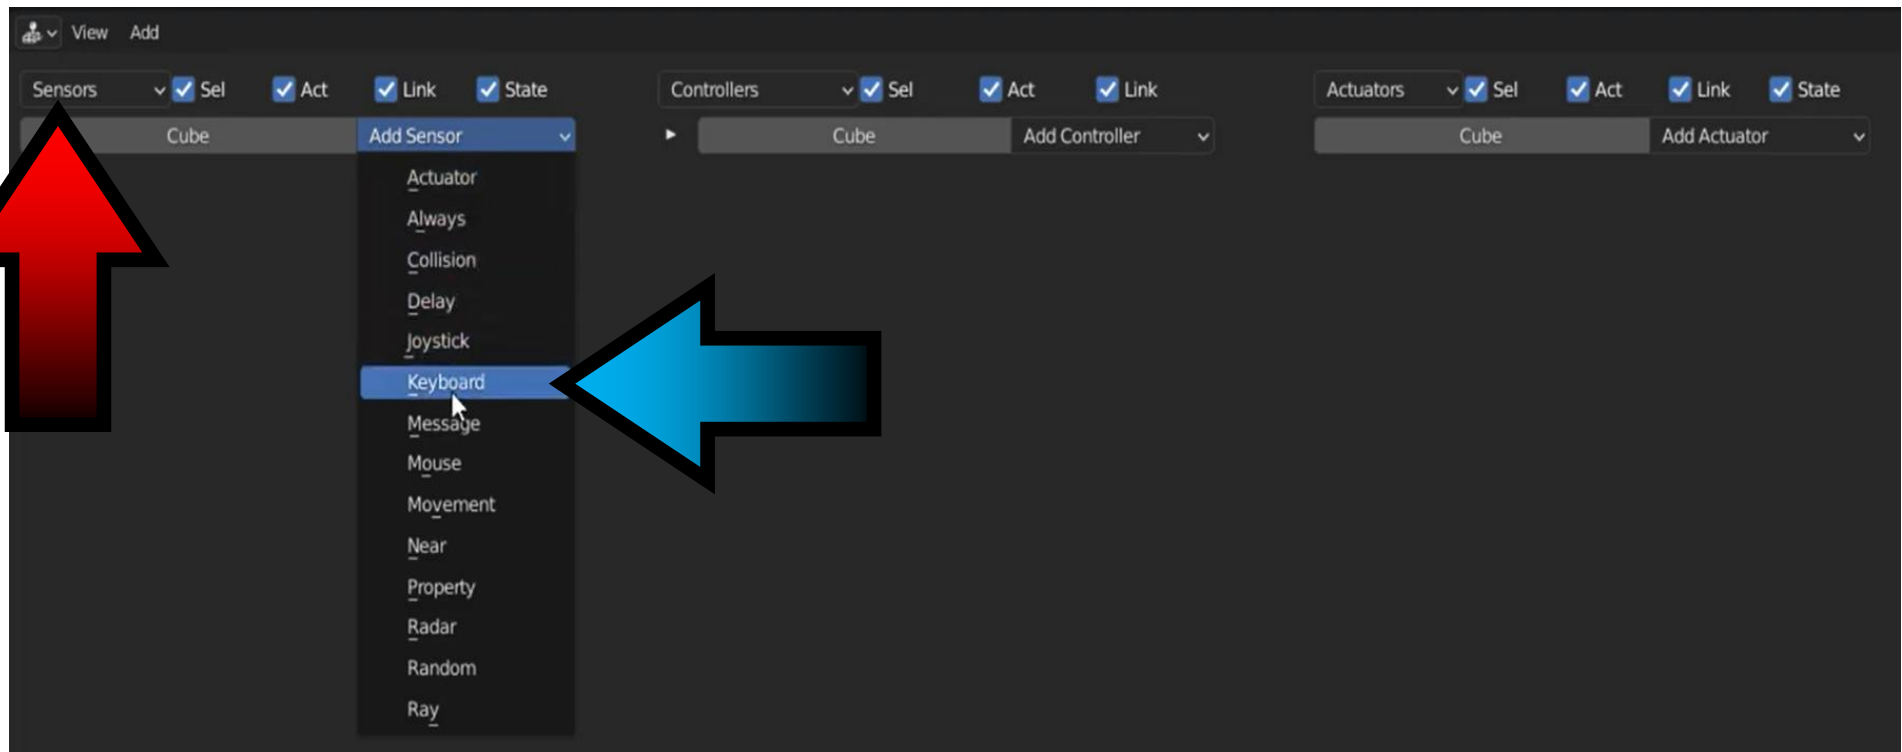 View Add
Sensors Sel Act Link State Controllers Sel Act Link Actuators Sel Act Link State
Cube Add Sensor Cube Add Controller Cube Add Actuator
Actuator
Always
Collision
Delay
Joystick
Keyboard
Message
Mouse
Movement
Near
Property
Radar
Random
Ray